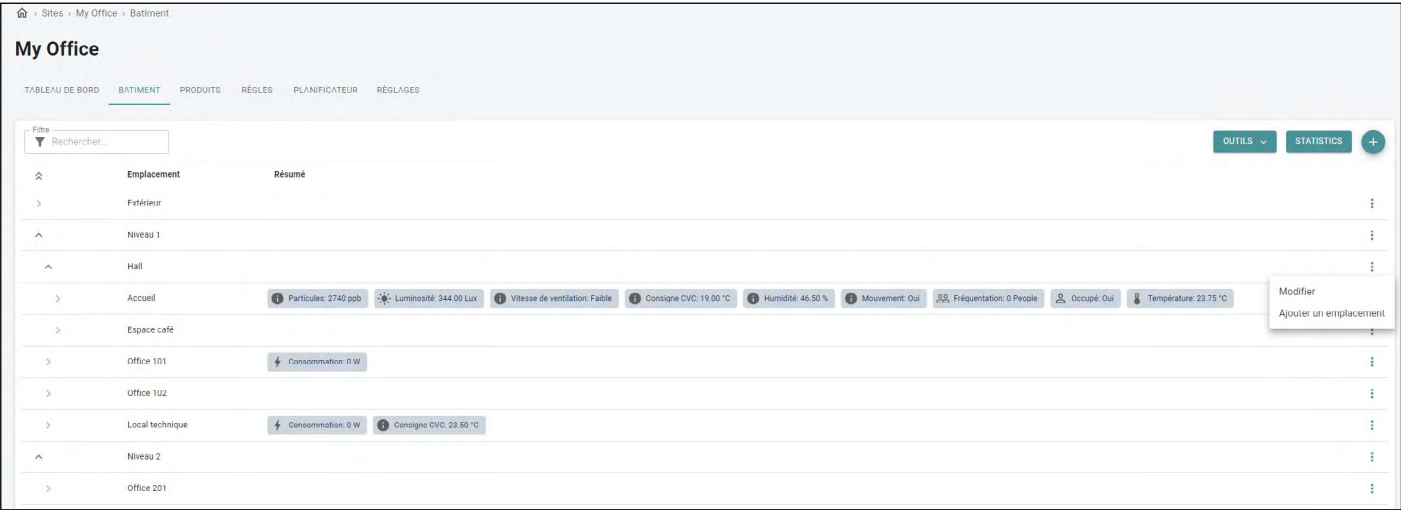 Sites › My Office › Batiment
My Office
TABLEAU DE BORD BATIMENT PRODUITS RÈGLES PLANIFICATEUR RÉGLAGES
Filtre
Rechercher...
OUTILS STATISTICS +
Emplacement Résumé
Extérieur
Niveau 1
Hall
Accueil Particules: 2740 ppb Luminosité: 344.00 Lux Vitesse de ventilation: Faible Consigne CVC: 19.00 °C Humidité: 46.50 % Mouvement: Oui Fréquentation: 0 People Occupé: Oui Température: 23.75 °C
Modifier
Ajouter un emplacement
Espace café
Office 101 Consommation: 0 W
Office 102
Local technique Consommation: 0 W Consigne CVC: 23.50 °C
Niveau 2
Office 201